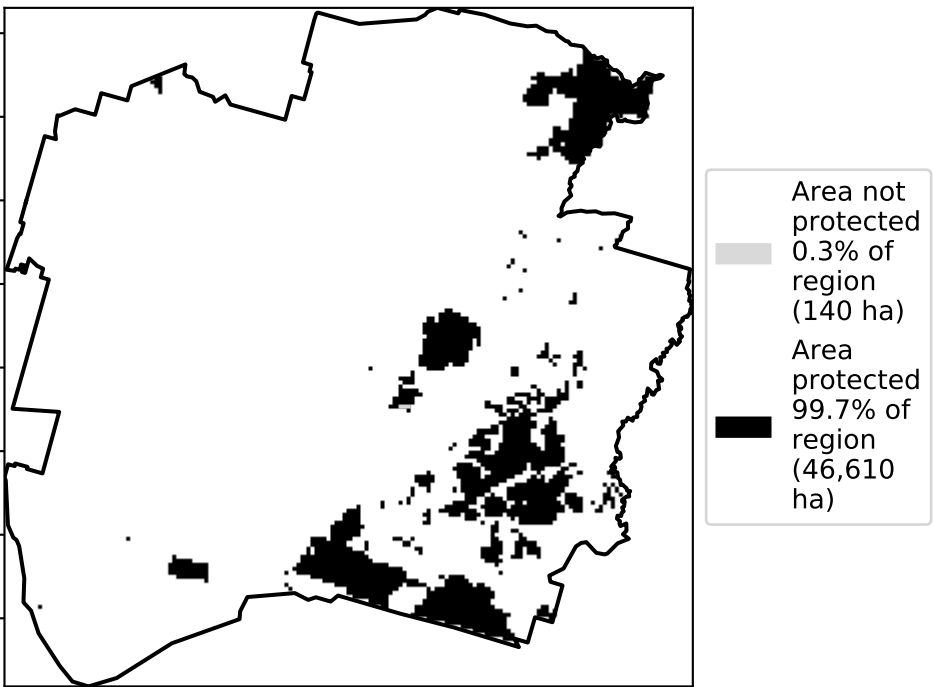 Area not
protected
0.3% of
region
(140 ha)
Area
protected
99.7% of
region
(46,610
ha)